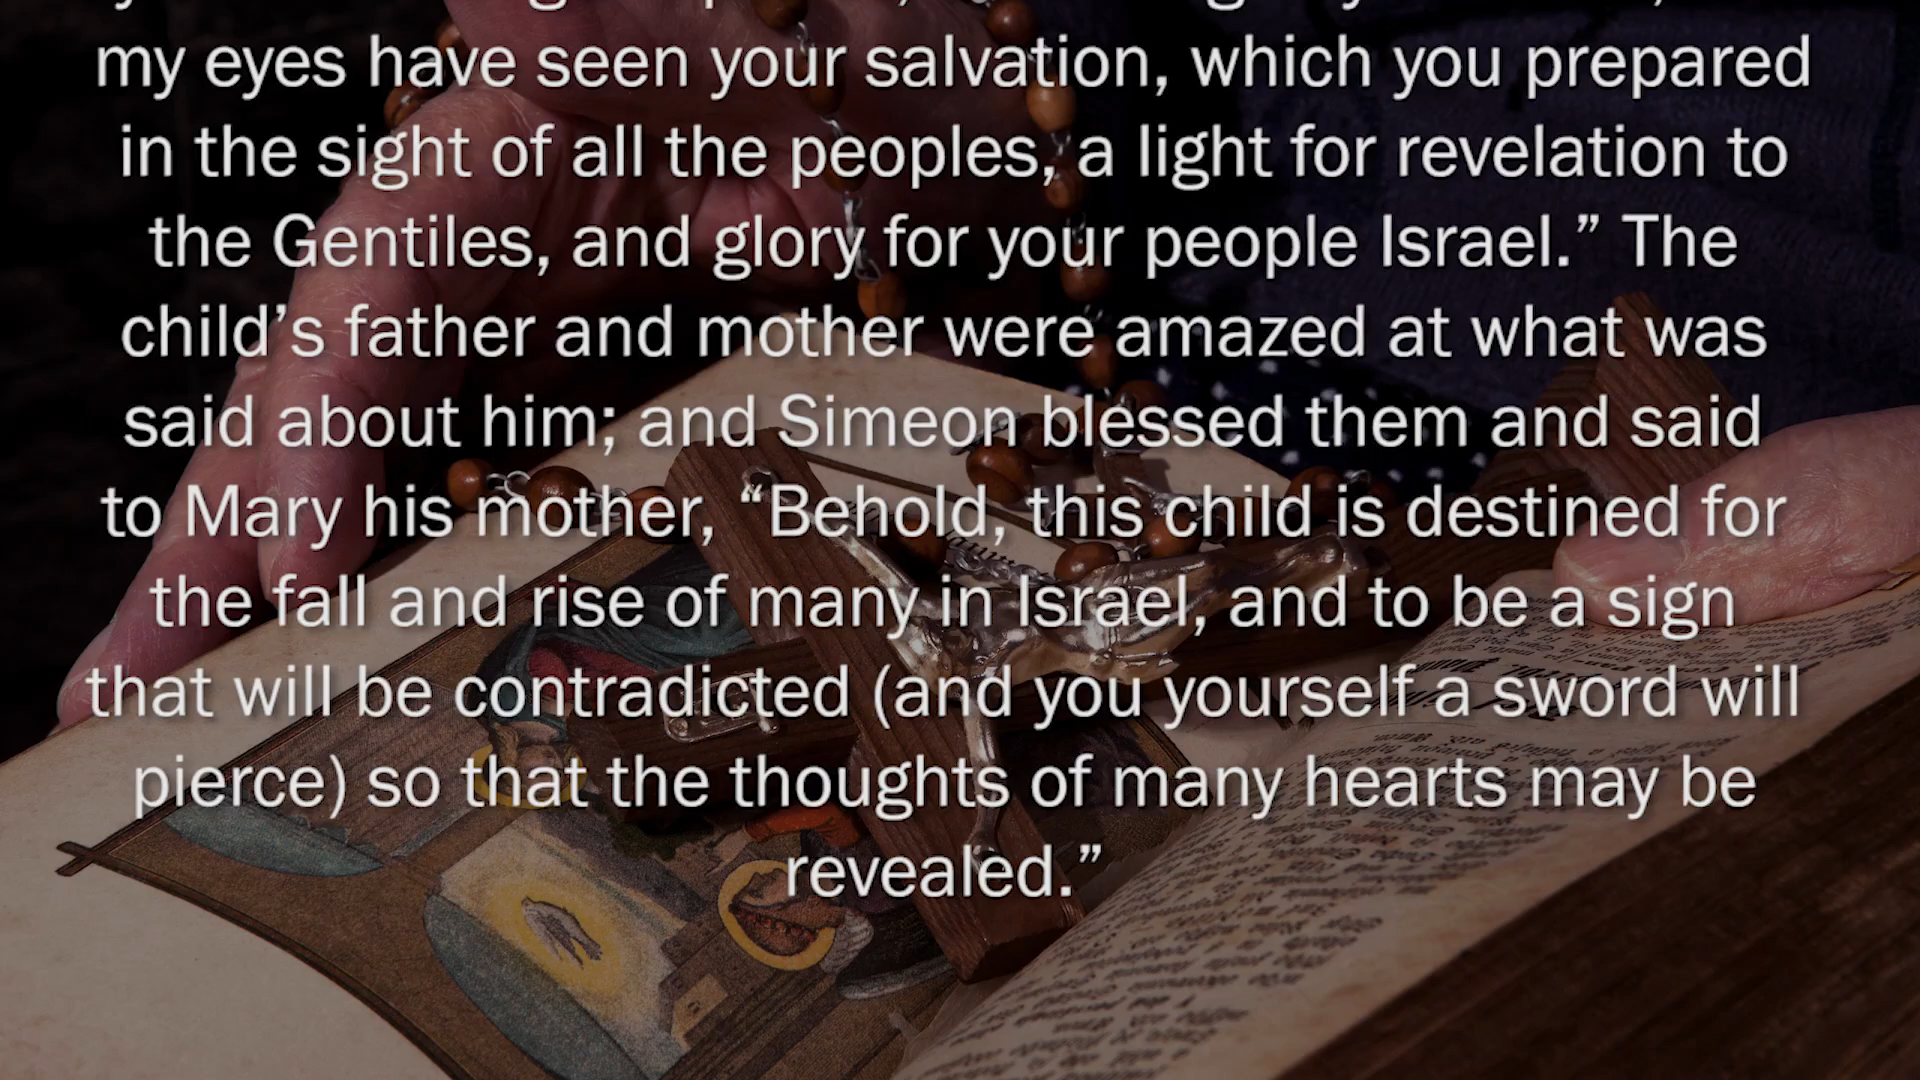 my eyes have seen your salvation, which you prepared
in the sight of all the peoples, a light for revelation to
the Gentiles, and glory for your people Israel.” The
child’s father and mother were amazed at what was
said about him; and Simeon blessed them and said
to Mary his mother, “Behold, this child is destined for
the fall and rise of many in Israel, and to be a sign
that will be contradicted (and you yourself a sword will
pierce) so that the thoughts of many hearts may be
revealed.”